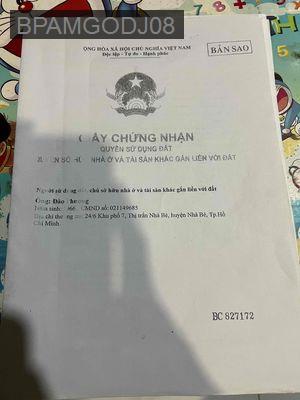 BPAMGODJ08
CỘNG HÒA XÃ HỘI CHỦ NGHĨA VIỆT NAM
Độc lập - Tự do - Hạnh phúc
BẢN SAO
GIẤY CHỨNG NHẬN
QUYỀN SỬ DỤNG ĐẤT
QUYỀN SỞ HỮU NHÀ Ở VÀ TÀI SẢN KHÁC GẮN LIỀN VỚI ĐẤT
Người sử dụng đất, chủ sở hữu nhà ở và tài sản khác gắn liền với đất
Ông: Đào
CMND số: 021149685
Địa chỉ thường trú: 24/6 Khu phố 7, Thị trấn Nhà Bè, huyện Nhà Bè, Tp.Hồ
Chí Minh
BC 827172